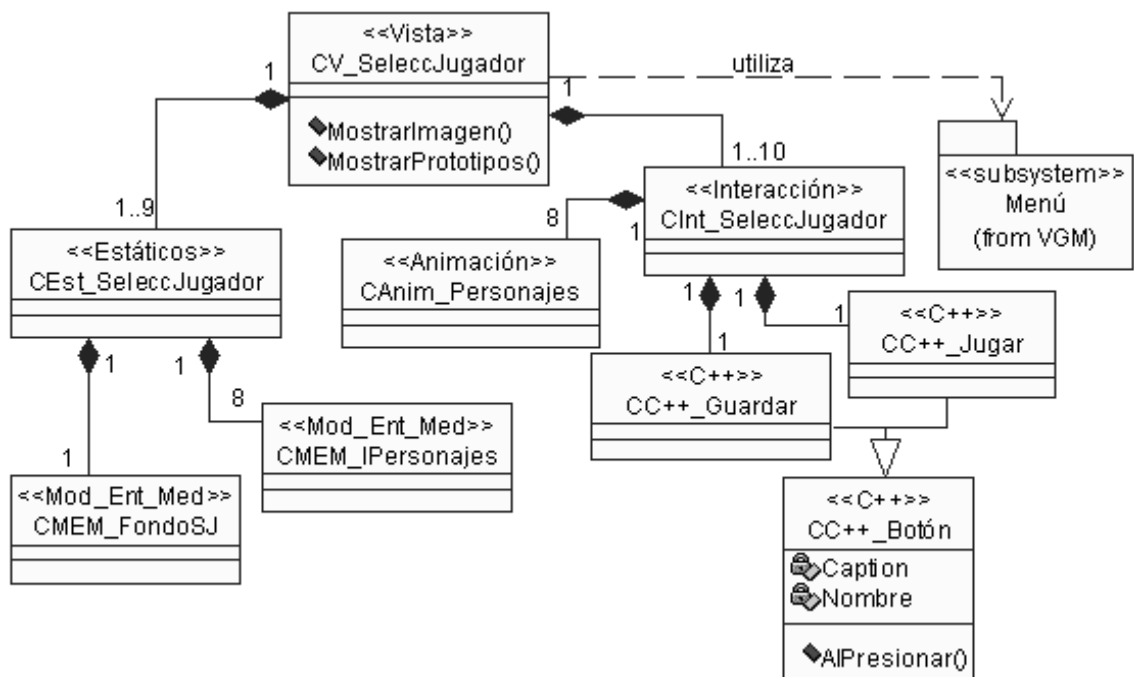 <<Vista>>
CV_SeleccJugador
MostrarImagen()
MostrarPrototipos()
1
1
utiliza
<<subsystem>>
Menú
(from VGM)
1..9
1..10
<<Estáticos>>
CEst_SeleccJugador
1
1
<<Interacción>>
CInt_SeleccJugador
8
1
1
1
<<Animación>>
CAnim_Personajes
1
<<C++>>
CC++_Jugar
1
<<C++>>
CC++_Guardar
8
<<Mod_Ent_Med>>
CMEM_IPersonajes
1
<<Mod_Ent_Med>>
CMEM_FondoSJ
<<C++>>
CC++_Botón
Caption
Nombre
AlPresionar()